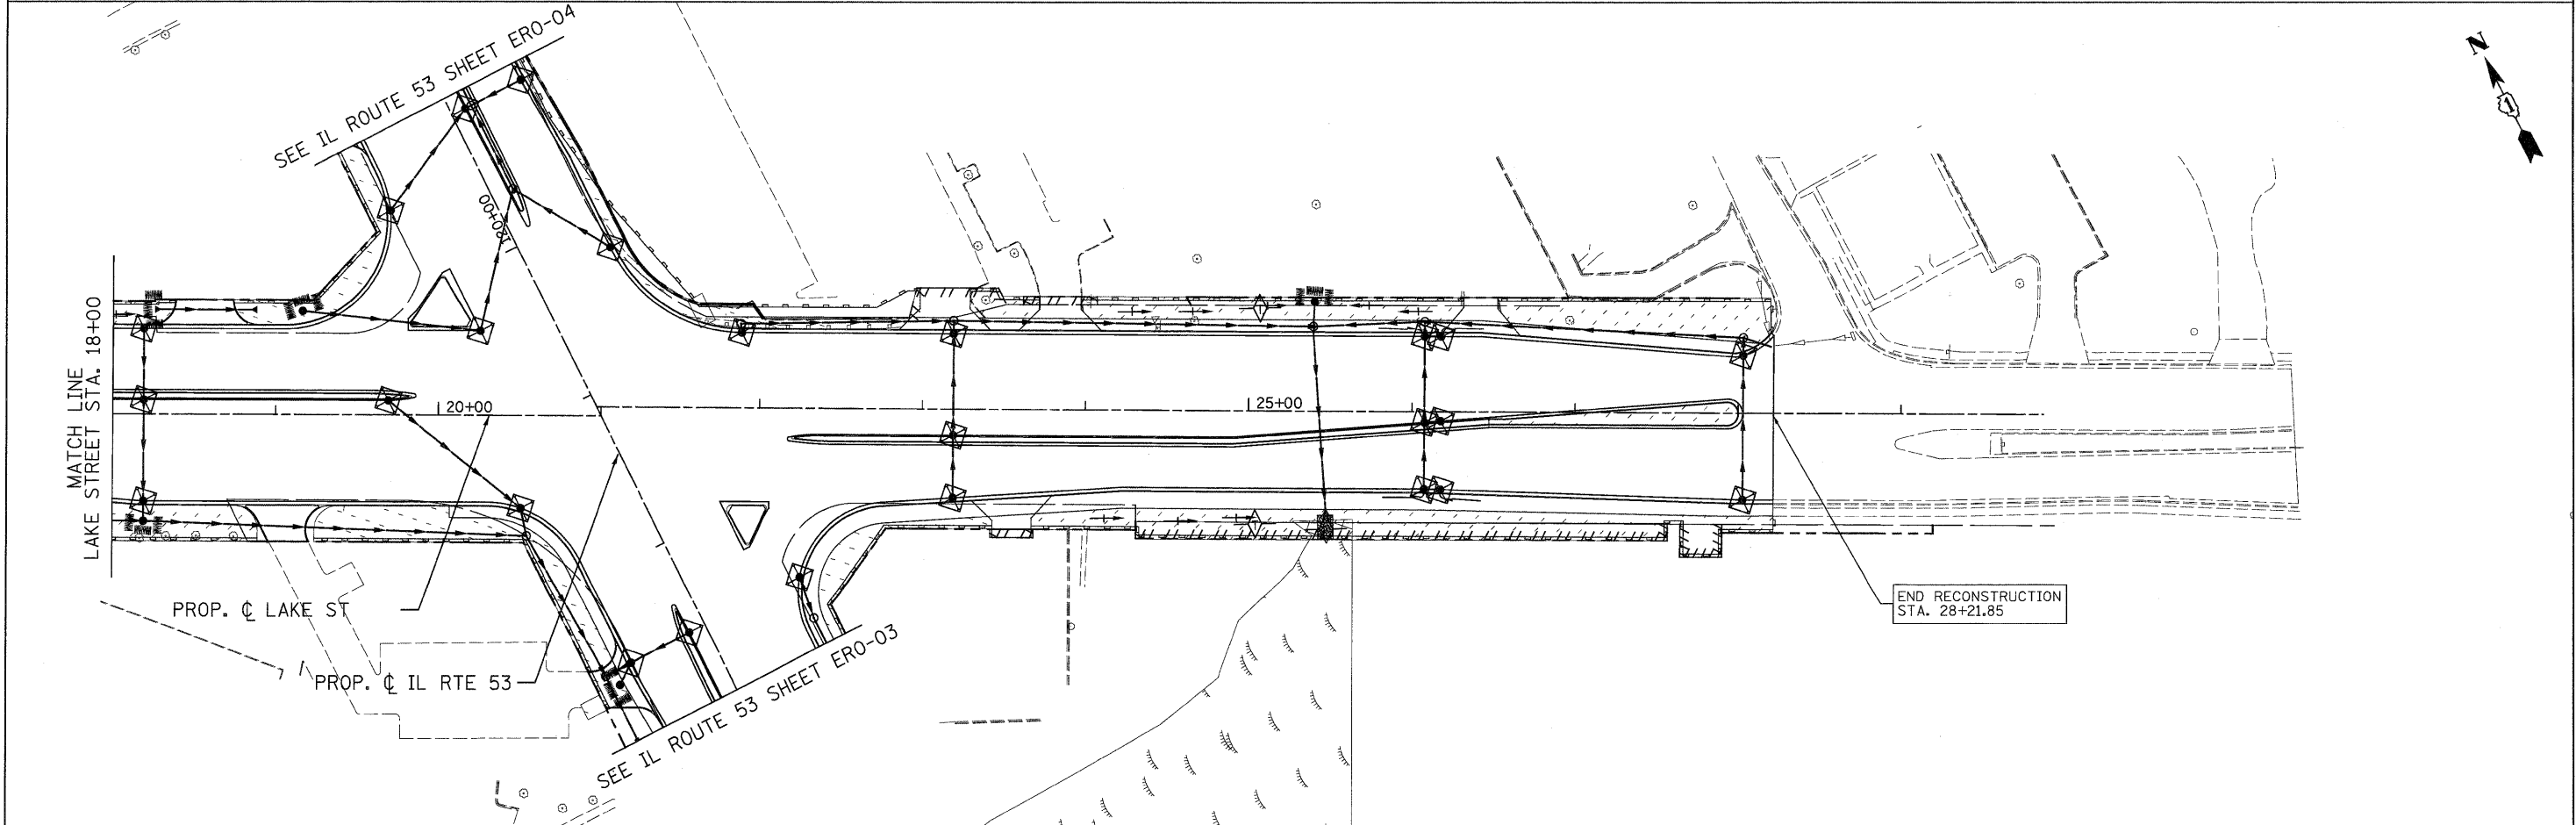 SEE IL ROUTE 53 SHEET ERO-04
N
1
120+00
MATCH LINE
LAKE STREET STA. 18+00
20+00
25+00
PROP. ℄ LAKE ST
PROP. ℄ IL RTE 53
SEE IL ROUTE 53 SHEET ERO-03
END RECONSTRUCTION
STA. 28+21.85